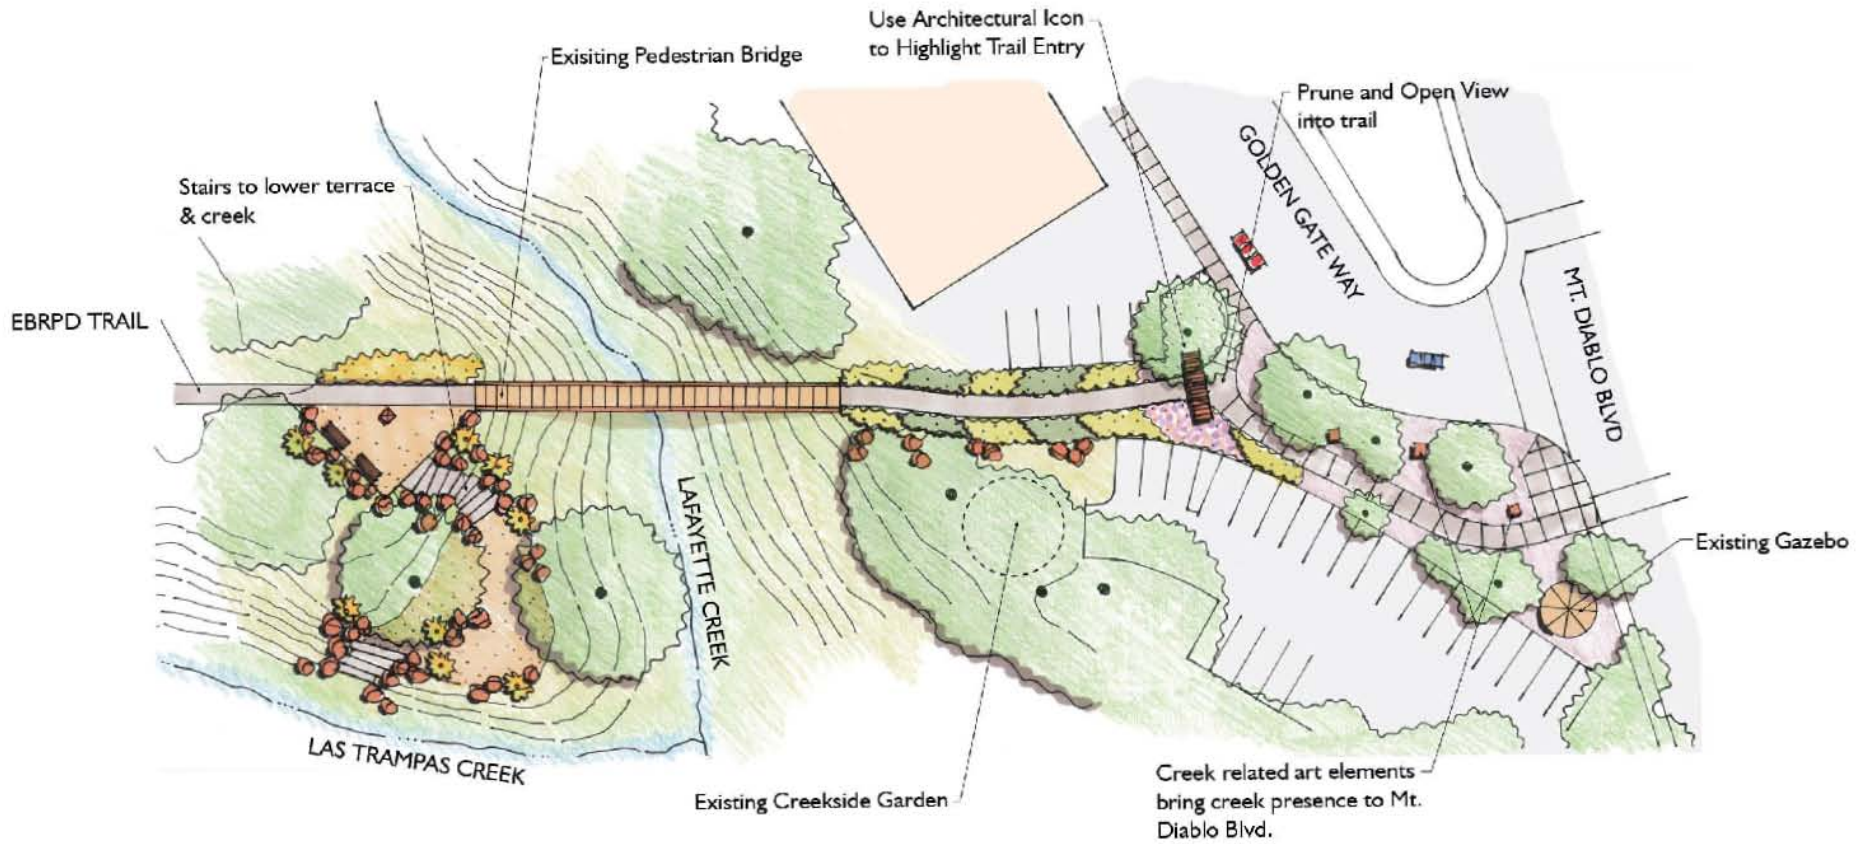 Use Architectural Icon
to Highlight Trail Entry
Exisiting Pedestrian Bridge
Prune and Open View
into trail
GOLDEN GATE WAY
Stairs to lower terrace
& creek
EBRPD TRAIL
MT. DIABLO BLVD
LAFAYETTE CREEK
Existing Gazebo
LAS TRAMPAS CREEK
Existing Creekside Garden
Creek related art elements
bring creek presence to Mt.
Diablo Blvd.